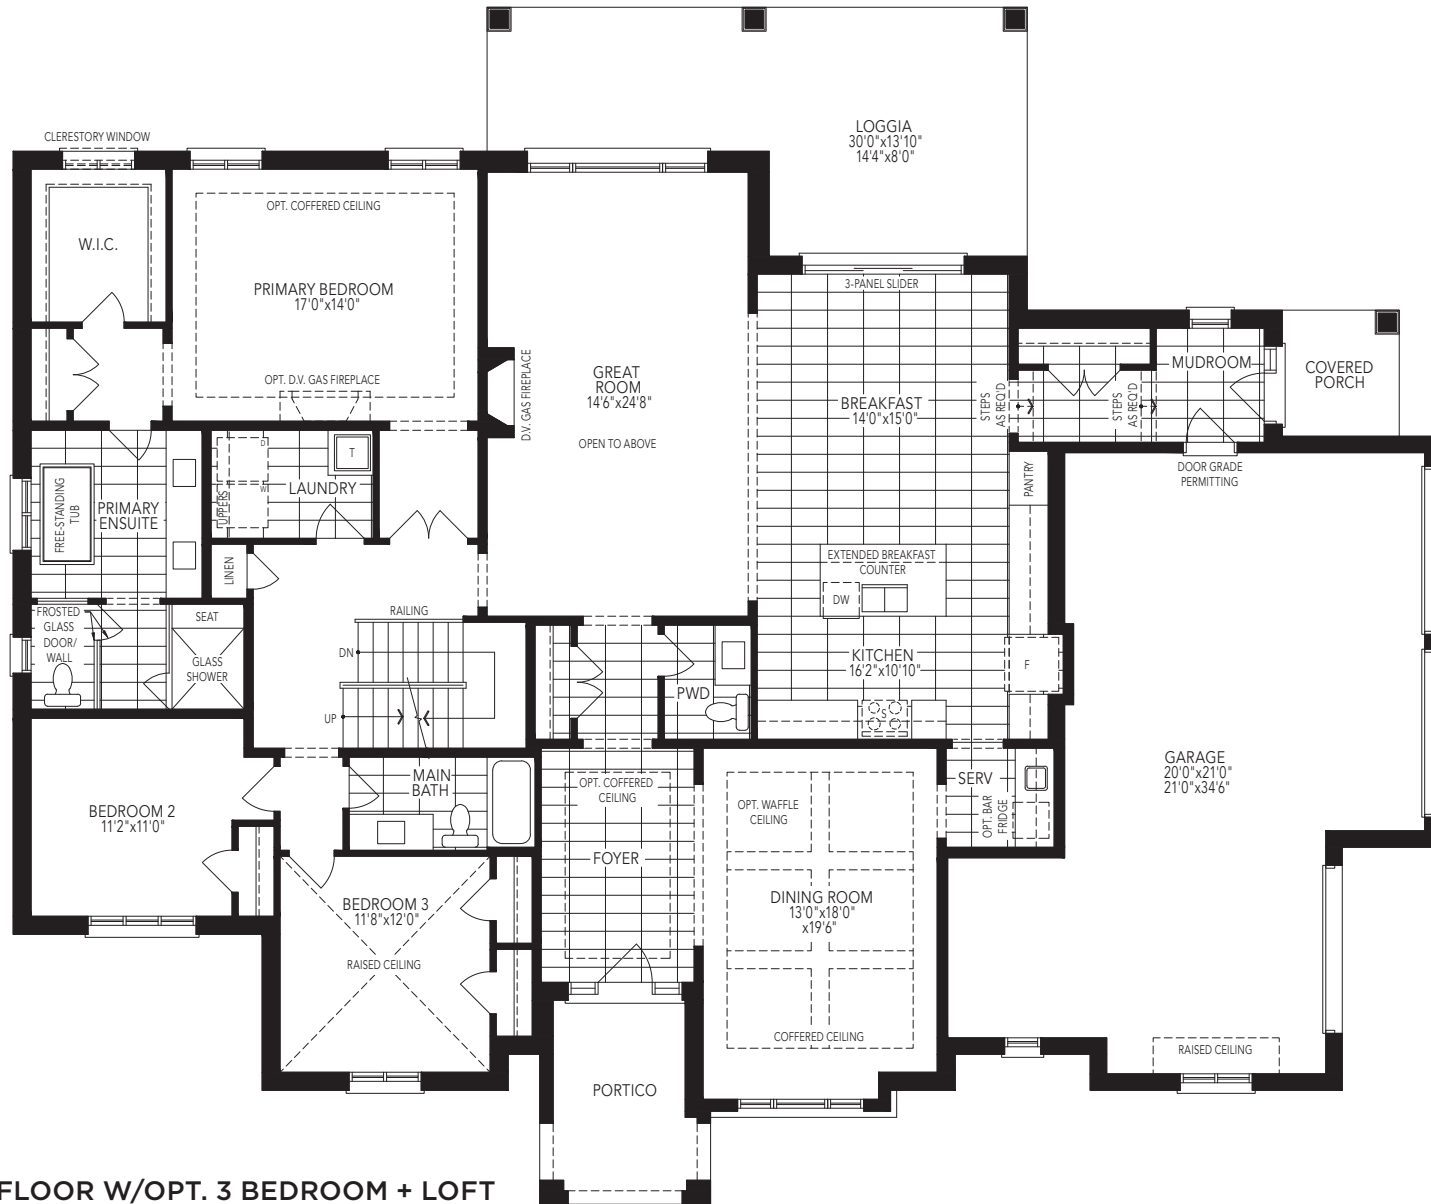 LOGGIA
30'0"x13'10"
14'4"x8'0"
CLERESTORY WINDOW
OPT. COFFERED CEILING
W.I.C.
PRIMARY BEDROOM
17'0"x14'0"
OPT. D.V. GAS FIREPLACE
D.V. GAS FIREPLACE
GREAT
ROOM
14'6"x24'8"
OPEN TO ABOVE
3-PANEL SLIDER
BREAKFAST
14'0"x15'0"
STEPS
AS REQ'D
STEPS
AS REQ'D
MUDROOM
COVERED
PORCH
DOOR GRADE
PERMITTING
PANTRY
D
W
UPPERS
T
LAUNDRY
FREE-STANDING
TUB
PRIMARY
ENSUITE
LINEN
EXTENDED BREAKFAST
COUNTER
DW
RAILING
FROSTED
GLASS
DOOR/
WALL
SEAT
GLASS
SHOWER
DN
UP
KITCHEN
16'2"x10'10"
F
S
PWD
GARAGE
20'0"x21'0"
21'0"x34'6"
SERV
OPT. BAR
FRIDGE
MAIN
BATH
OPT. COFFERED
CEILING
OPT. WAFFLE
CEILING
BEDROOM 2
11'2"x11'0"
FOYER
DINING ROOM
13'0"x18'0"
x19'6"
BEDROOM 3
11'8"x12'0"
RAISED CEILING
COFFERED CEILING
RAISED CEILING
PORTICO
FLOOR W/OPT. 3 BEDROOM + LOFT